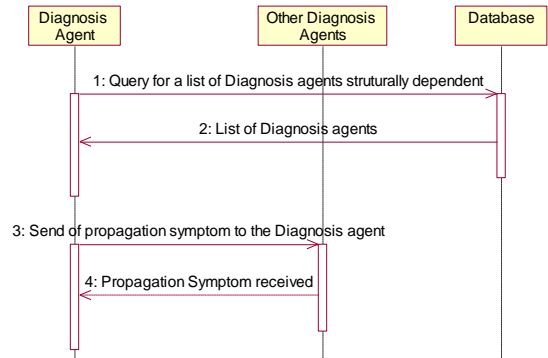 Diagnosis
Agent
Other Diagnosis
Agents
Database
1: Query for a list of Diagnosis agents struturally dependent
2: List of Diagnosis agents
3: Send of propagation symptom to the Diagnosis agent
4: Propagation Symptom received